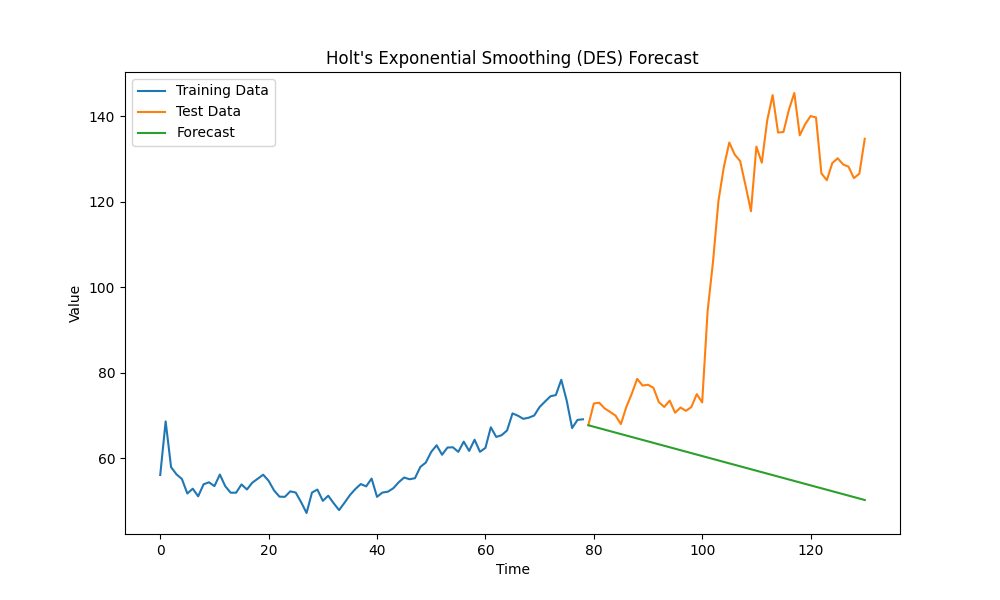 Holt's Exponential Smoothing (DES) Forecast
Training Data
Test Data
Forecast
Value
140
120
100
80
60
0 20 40 60 80 100 120
Time